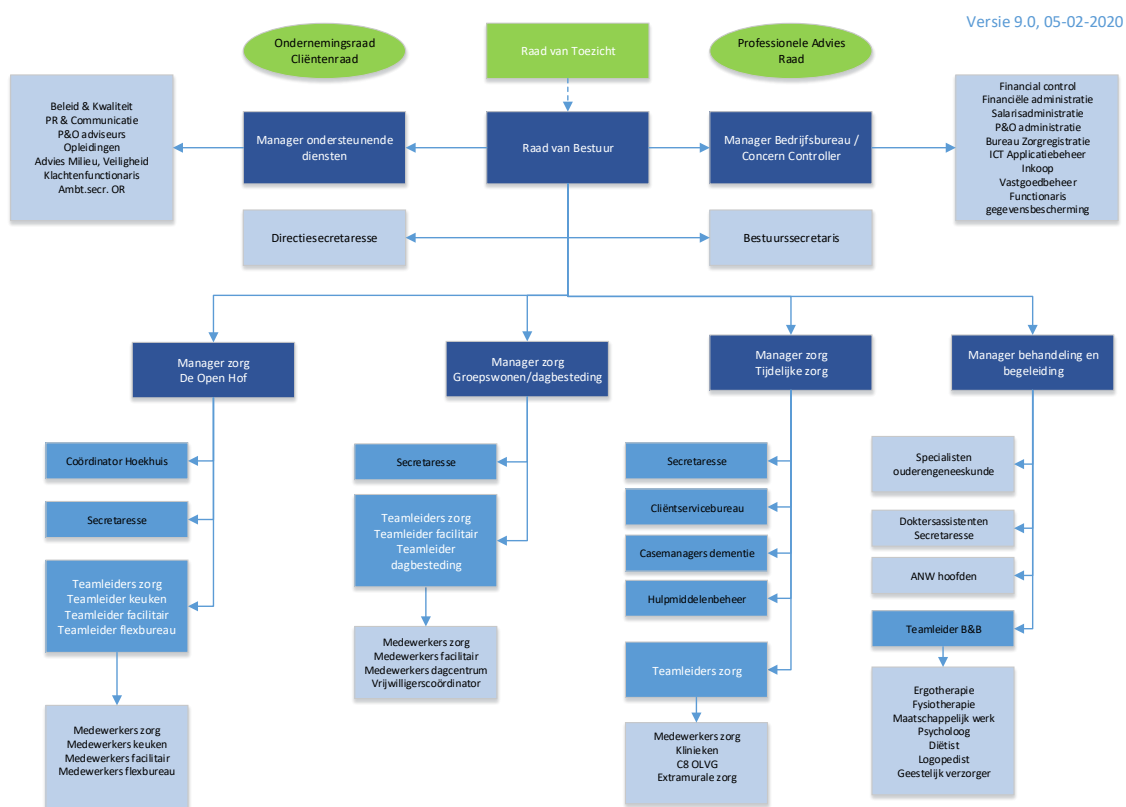 Versie 9.0, 05-02-2020
Ondernemingsraad
Cliëntenraad
Raad van Toezicht
Professionele Advies
Raad
Beleid & Kwaliteit
PR & Communicatie
P&O adviseurs
Opleidingen
Advies Milieu, Veiligheid
Klachtenfunctionaris
Ambt.secr. OR
Manager ondersteunende
diensten
Raad van Bestuur
Manager Bedrijfsbureau /
Concern Controller
Financial control
Financiële administratie
Salarisadministratie
P&O administratie
Bureau Zorgregistratie
ICT Applicatiebeheer
Inkoop
Vastgoedbeheer
Functionaris
gegevensbescherming
Directiesecretaresse
Bestuurssecretaris
Manager zorg
De Open Hof
Manager zorg
Groepswonen/dagbesteding
Manager zorg
Tijdelijke zorg
Manager behandeling en
begeleiding
Coördinator Hoekhuis
Secretaresse
Teamleiders zorg
Teamleider keuken
Teamleider facilitair
Teamleider flexbureau
Medewerkers zorg
Medewerkers keuken
Medewerkers facilitair
Medewerkers flexbureau
Secretaresse
Teamleiders zorg
Teamleider facilitair
Teamleider
dagbesteding
Medewerkers zorg
Medewerkers facilitair
Medewerkers dagcentrum
Vrijwilligerscoördinator
Secretaresse
Cliëntservicebureau
Casemanagers dementie
Hulpmiddelenbeheer
Teamleiders zorg
Medewerkers zorg
Klinieken
C8 OLVG
Extramurale zorg
Specialisten
ouderengeneeskunde
Doktersassistenten
Secretaresse
ANW hoofden
Teamleider B&B
Ergotherapie
Fysiotherapie
Maatschappelijk werk
Psycholoog
Diëtist
Logopedist
Geestelijk verzorger